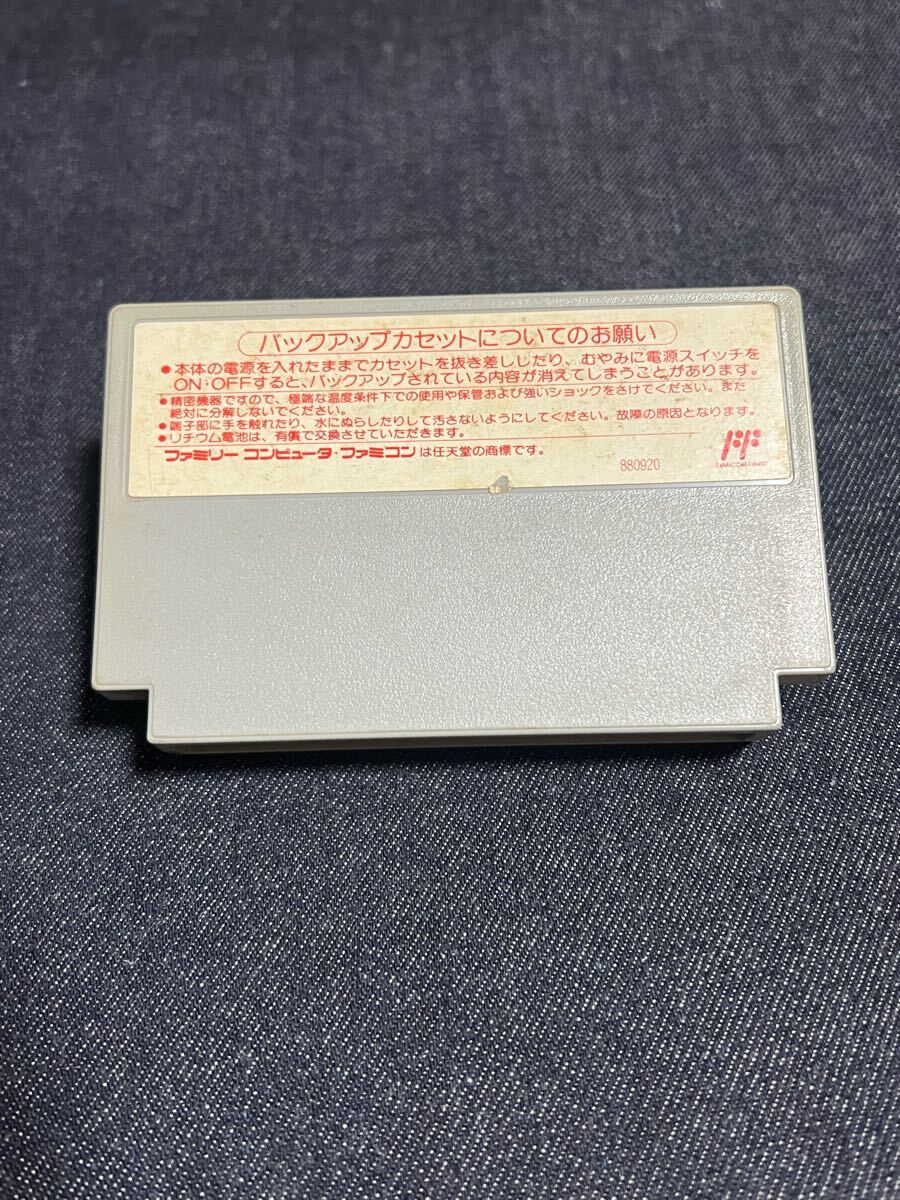 バックアップカセットについてのお願い
●本体の電源を入れたままでカセットを抜き差ししたり、むやみに電源スイッチを
ON・OFFすると、バックアップされている内容が消えてしまうことがあります。
●精密機器ですので、極端な温度条件下での使用や保管および強いショックをさけてください。また
絶対に分解しないでください。
●端子部に手を触れたり、水にぬらしたりして汚さないようにしてください。故障の原因となります。
●リチウム電池は、有償で交換させていただきます。
ファミリーコンピュータ・ファミコンは任天堂の商標です。
880920